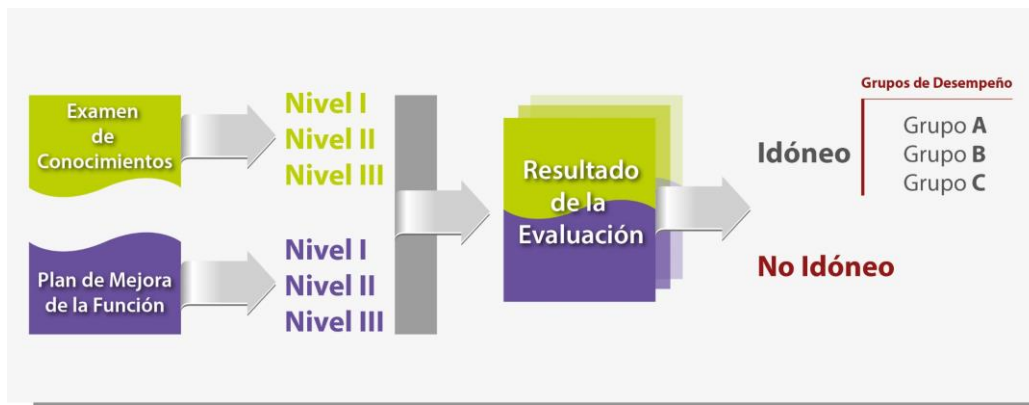 Examen
de
Conocimientos
Nivel I
Nivel II
Nivel III
Plan de Mejora
de la Función
Nivel I
Nivel II
Nivel III
Resultado
de la
Evaluación
Idóneo
Grupos de Desempeño
Grupo A
Grupo B
Grupo C
No Idóneo